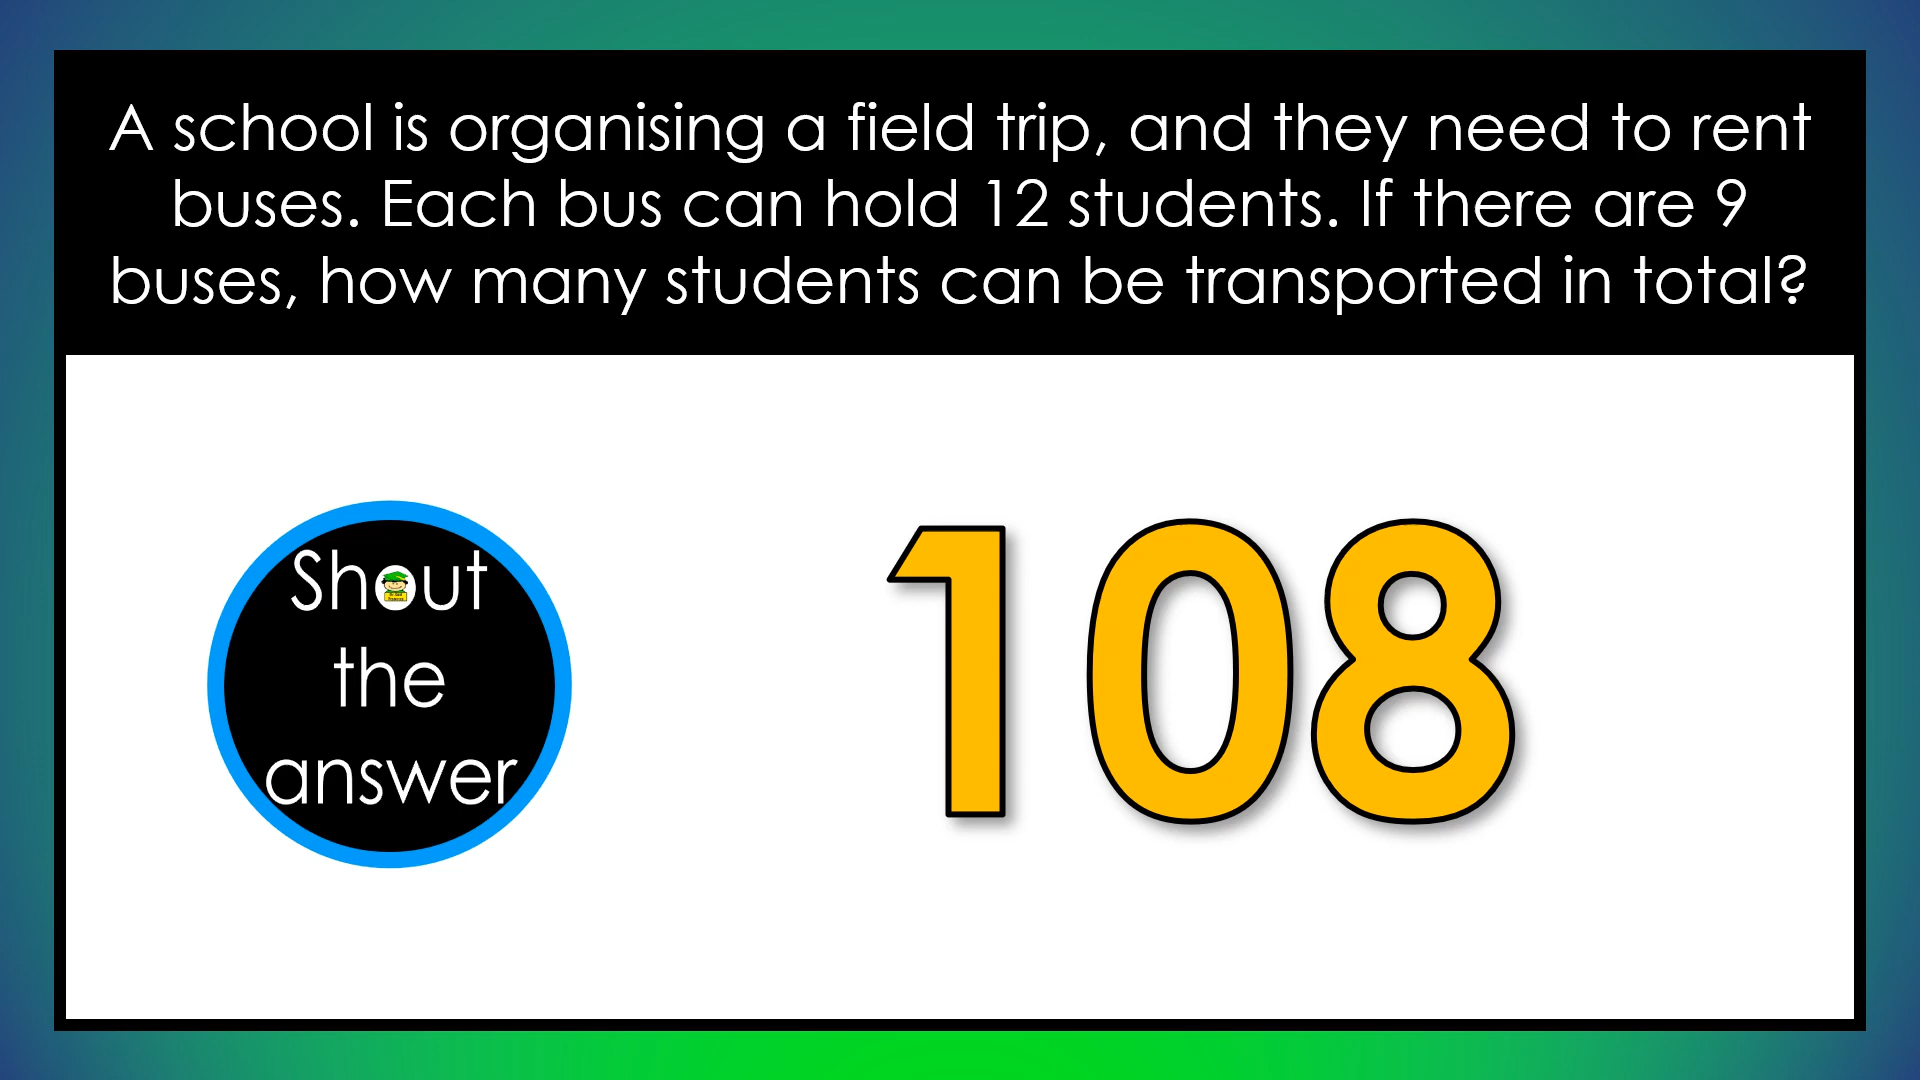 A school is organising a field trip, and they need to rent
buses. Each bus can hold 12 students. If there are 9
buses, how many students can be transported in total?
Shout
the
answer
108